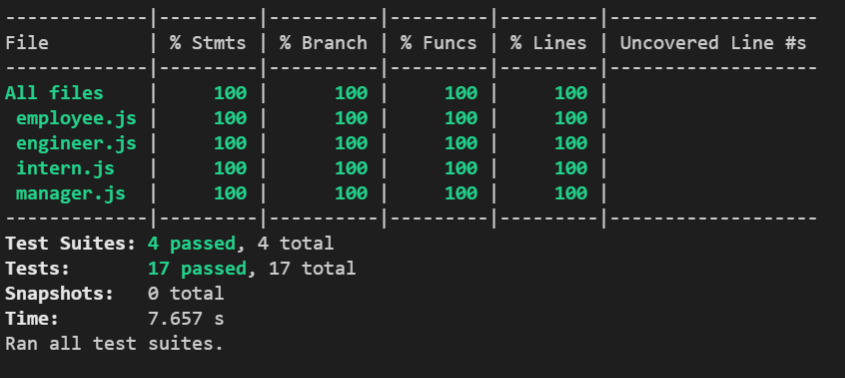 -------------|---------|----------|---------|---------|-------------------
File         | % Stmts | % Branch | % Funcs | % Lines | Uncovered Line #s
-------------|---------|----------|---------|---------|-------------------
All files    |     100 |      100 |     100 |     100 |
 employee.js |     100 |      100 |     100 |     100 |
 engineer.js |     100 |      100 |     100 |     100 |
 intern.js   |     100 |      100 |     100 |     100 |
 manager.js  |     100 |      100 |     100 |     100 |
-------------|---------|----------|---------|---------|-------------------
Test Suites: 4 passed, 4 total
Tests:       17 passed, 17 total
Snapshots:   0 total
Time:        7.657 s
Ran all test suites.